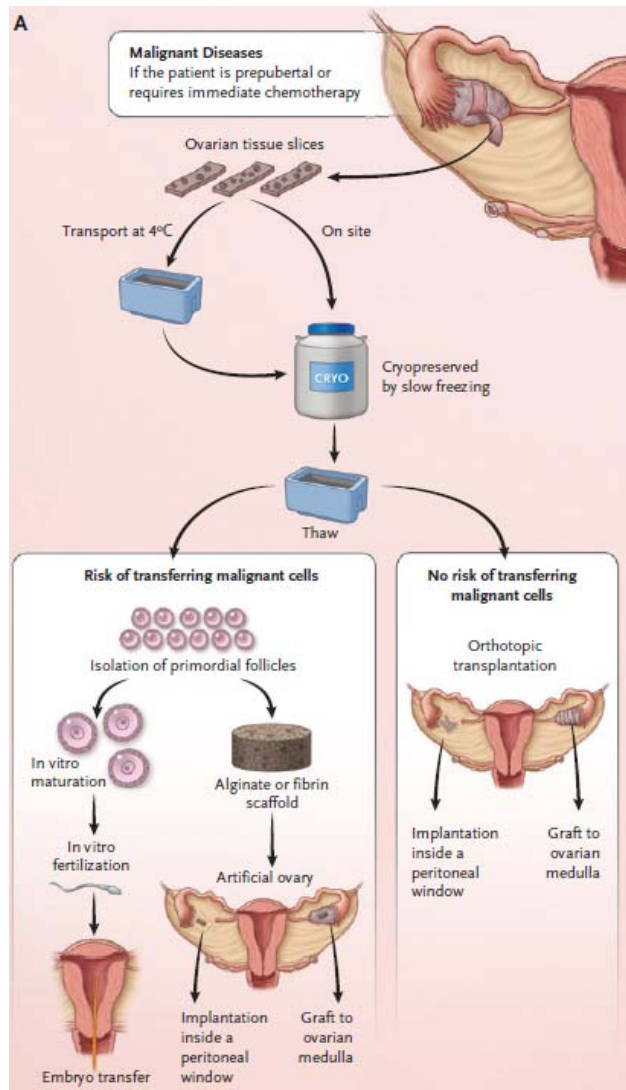 A
Malignant Diseases
If the patient is prepubertal or
requires immediate chemotherapy
Ovarian tissue slices
Transport at 4ºC
On site
CRYO
Cryopreserved
by slow freezing
Thaw
Risk of transferring malignant cells
Isolation of primordial follicles
In vitro
maturation
Alginate or fibrin
scaffold
In vitro
fertilization
Artificial ovary
Embryo transfer
Implantation
inside a
peritoneal
window
Graft to
ovarian
medulla
No risk of transferring
malignant cells
Orthotopic
transplantation
Implantation
inside a
peritoneal
window
Graft to
ovarian
medulla